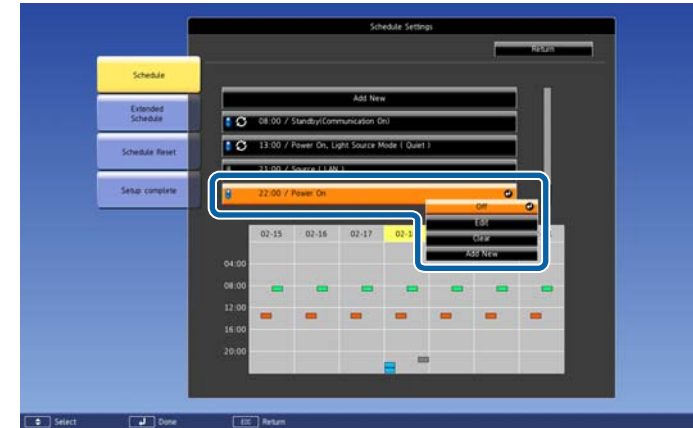 Schedule Settings
Return
Schedule
Extended
Schedule
Schedule Reset
Setup complete
Add New
08:00 / Standby(Communication On)
13:00 / Power On, Light Source Mode ( Quiet )
21:00 / Source ( LAN )
22:00 / Power On
Off
Edit
Clear
Add New
02-15 02-16 02-17
04:00
08:00
12:00
16:00
20:00
Select Done Esc Return